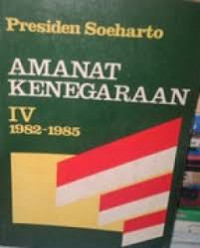 Presiden Soeharto
AMANAT
KENEGARAAN
IV
1982-1985